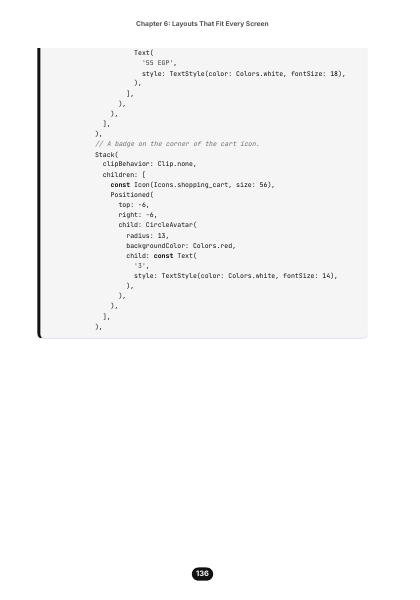 Chapter 6: Layouts That Fit Every Screen
Text(
'55 EGP',
style: TextStyle(color: Colors.white, fontSize: 18),
),
],
),
),
],
),
// A badge on the corner of the cart icon.
Stack(
clipBehavior: Clip.none,
children: [
const Icon(Icons.shopping_cart, size: 56),
Positioned(
top: -6,
right: -6,
child: CircleAvatar(
radius: 13,
backgroundColor: Colors.red,
child: const Text(
'3',
style: TextStyle(color: Colors.white, fontSize: 14),
),
),
),
],
),
136